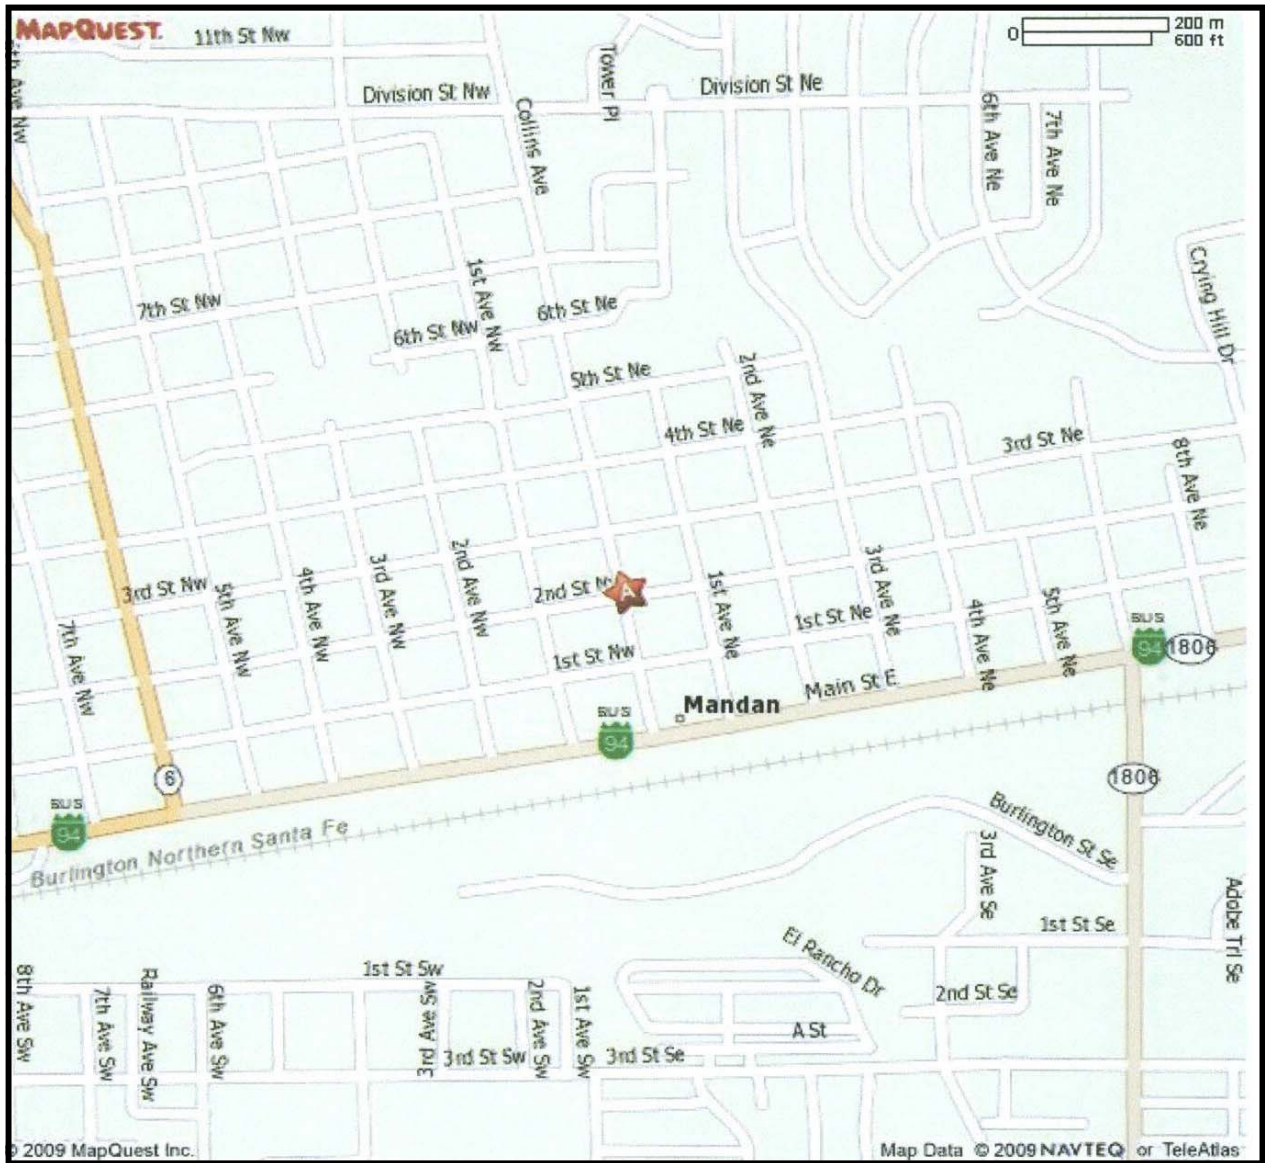 MAPQUEST.
11th St Nw
0
200 m
600 ft
Tower Pl
Division St Nw
Division St Ne
Collins Ave
6th Ave Ne
7th Ave Ne
Crying Hill Dr
7th St Nw
1st Ave Nw
6th St Ne
6th St Nw
5th St Ne
2nd Ave Ne
4th St Ne
3rd St Ne
8th Ave Ne
3rd St Nw
5th Ave Nw
4th Ave Nw
3rd Ave Nw
2nd Ave Nw
2nd St
A
1st Ave Ne
3rd Ave Ne
1st St Ne
4th Ave Ne
5th Ave Ne
BUS
94
1806
7th Ave Nw
1st St Nw
Main St E
Mandan
BUS
94
6
1806
BUS
94
Burlington Northern Santa Fe
Burlington St Se
3rd Ave Se
Adobe Trl Se
1st St Se
El Rancho Dr
2nd St Se
A St
8th Ave Sw
7th Ave Sw
Railway Ave Sw
6th Ave Sw
1st St Sw
3rd Ave Sw
2nd Ave Sw
1st Ave Sw
3rd St Sw
3rd St Se
© 2009 MapQuest Inc.
Map Data © 2009 NAVTEQ or TeleAtlas